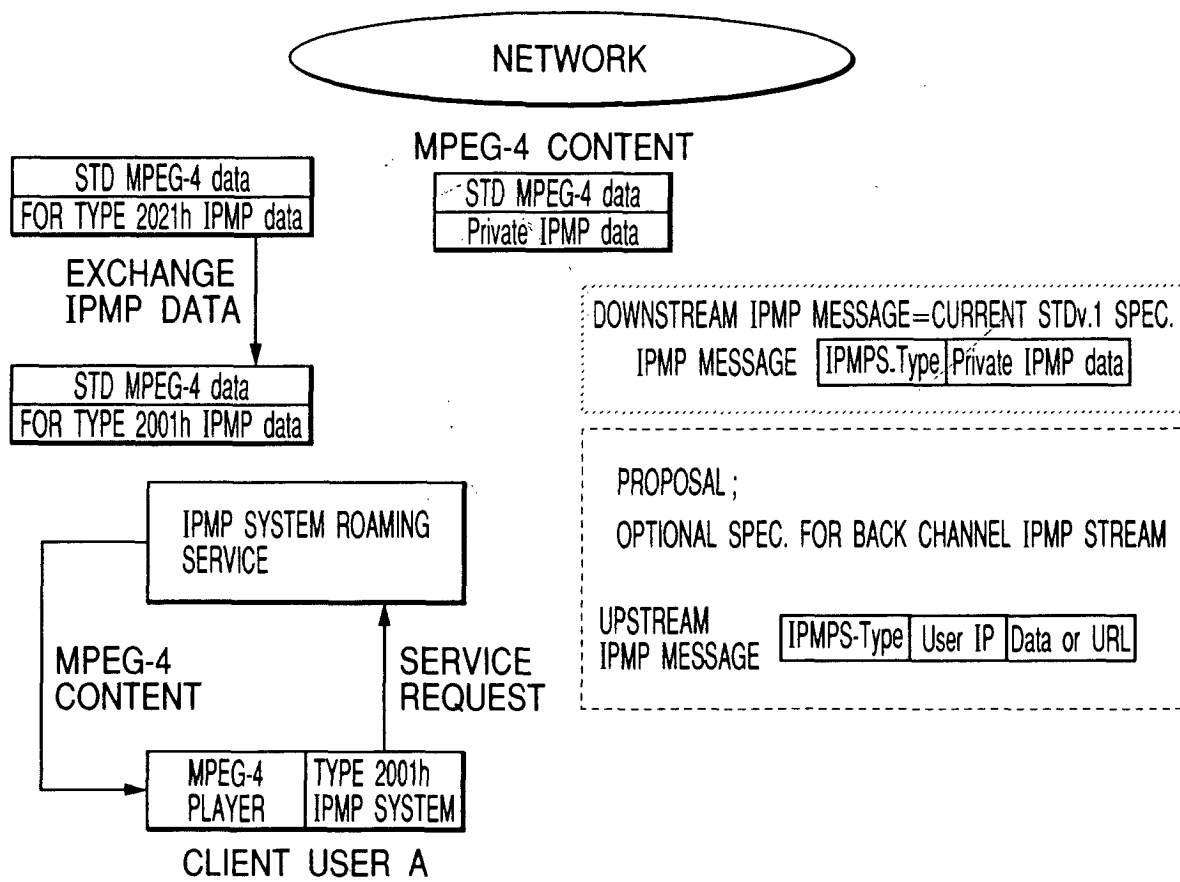 NETWORK
MPEG-4 CONTENT
STD MPEG-4 data
Private IPMP data
STD MPEG-4 data
FOR TYPE 2021h IPMP data
EXCHANGE
IPMP DATA
STD MPEG-4 data
FOR TYPE 2001h IPMP data
DOWNSTREAM IPMP MESSAGE=CURRENT STDv.1 SPEC.
IPMP MESSAGE IPMPS-Type Private IPMP data
PROPOSAL;
OPTIONAL SPEC. FOR BACK CHANNEL IPMP STREAM
UPSTREAM
IPMP MESSAGE IPMPS-Type User IP Data or URL
IPMP SYSTEM ROAMING
SERVICE
MPEG-4
CONTENT
SERVICE
REQUEST
MPEG-4
PLAYER
TYPE 2001h
IPMP SYSTEM
CLIENT USER A